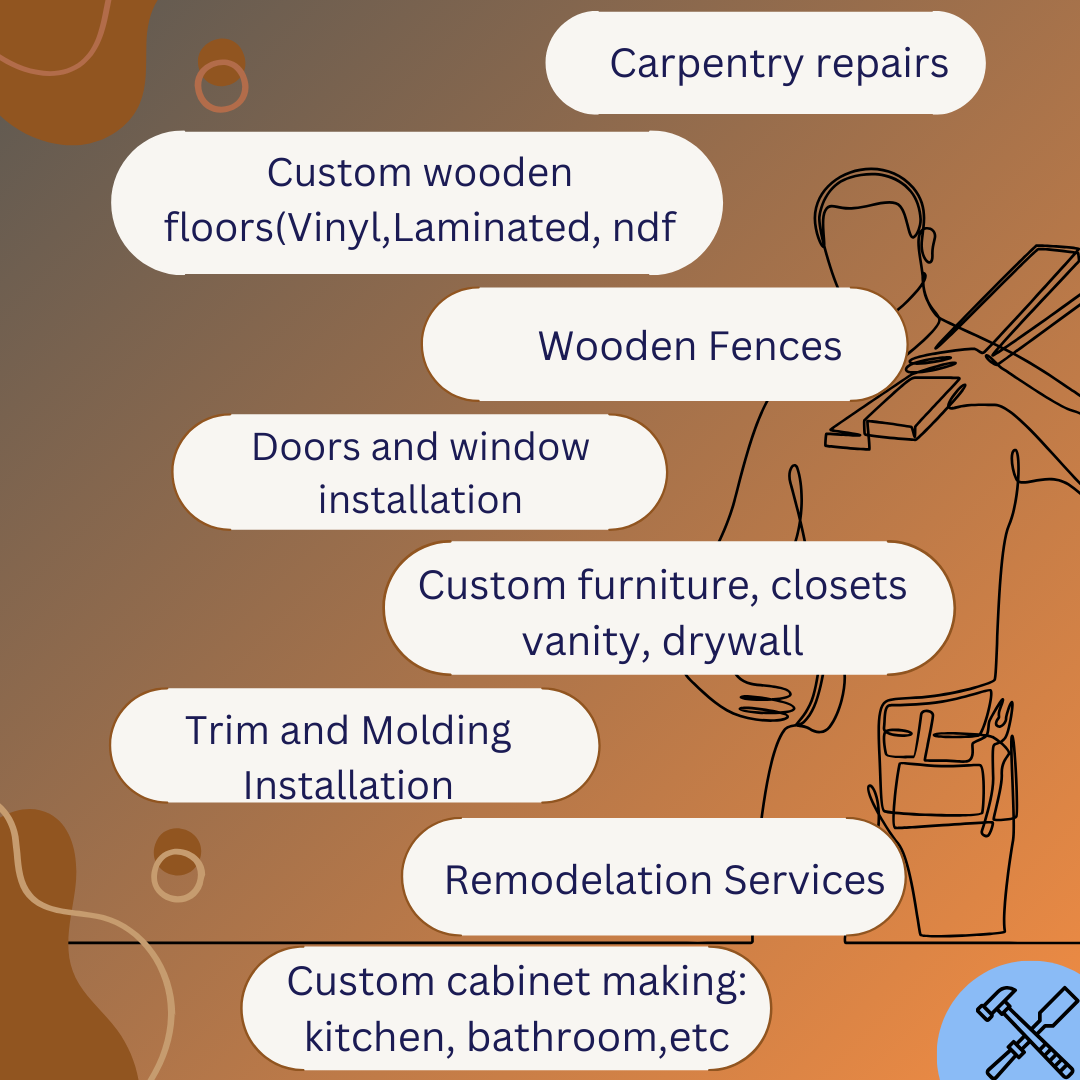 Carpentry repairs
Custom wooden
floors(Vinyl,Laminated, ndf
Wooden Fences
Doors and window
installation
Custom furniture, closets
vanity, drywall
Trim and Molding
Installation
Remodelation Services
Custom cabinet making:
kitchen, bathroom,etc